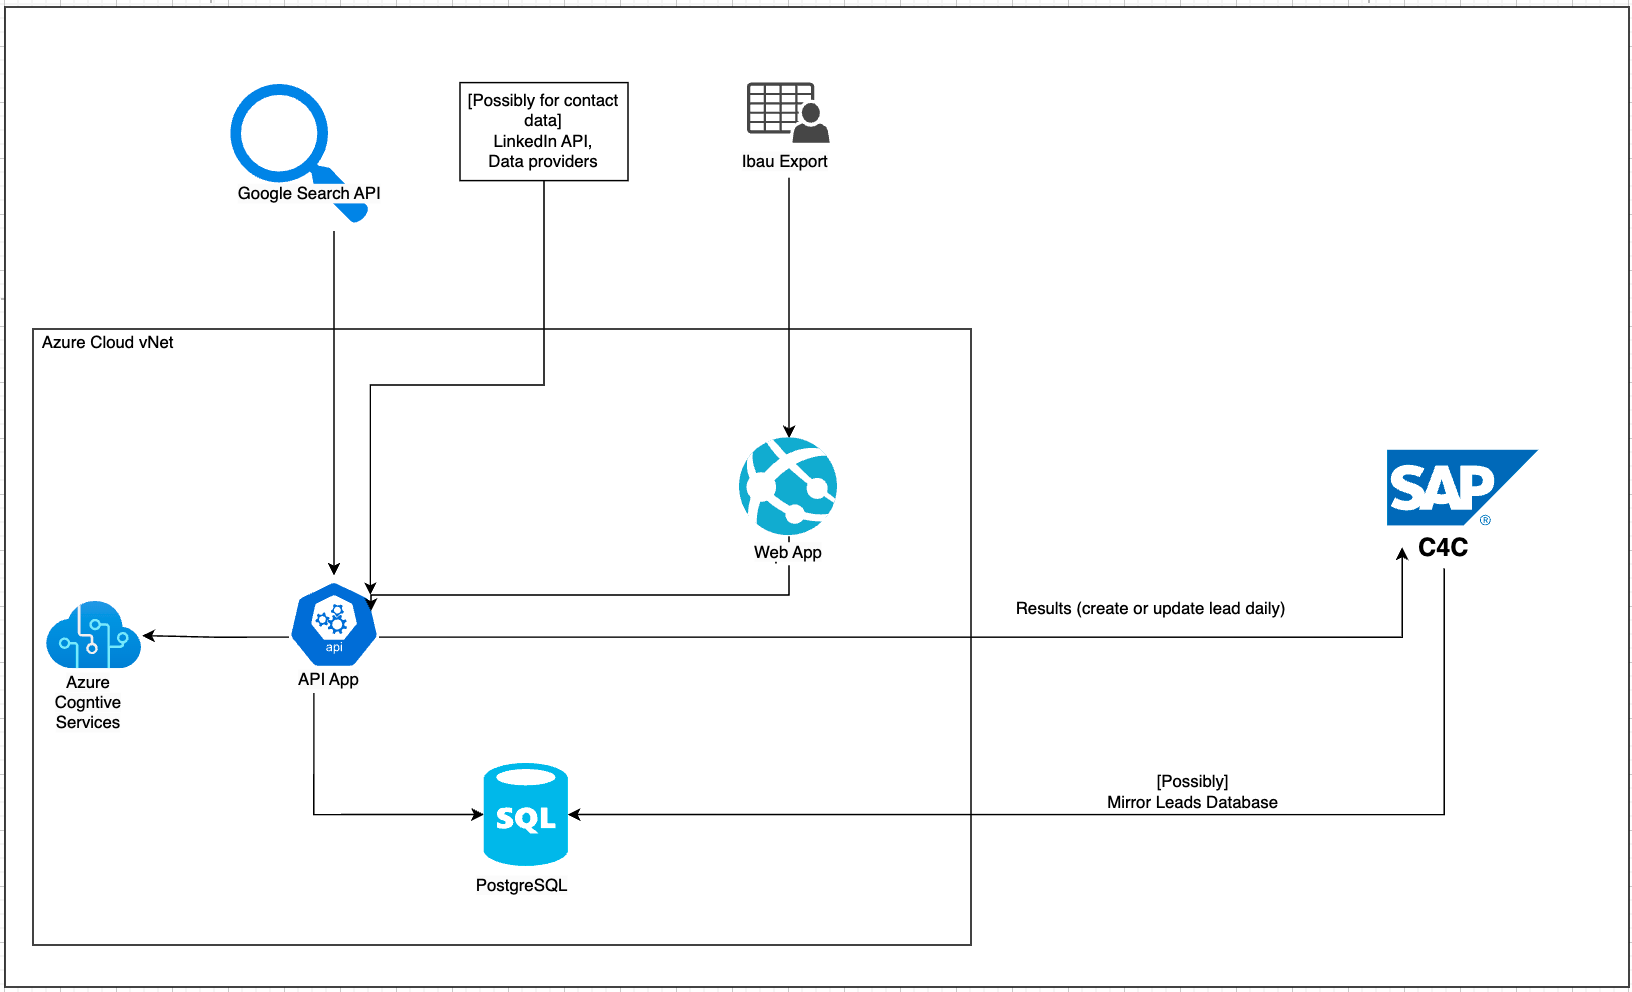 [Possibly for contact
data]
LinkedIn API,
Data providers
Ibau Export
Google Search API
Azure Cloud vNet
SAP
®
C4C
Web App
Results (create or update lead daily)
api
API App
Azure
Cogntive
Services
[Possibly]
Mirror Leads Database
SQL
PostgreSQL